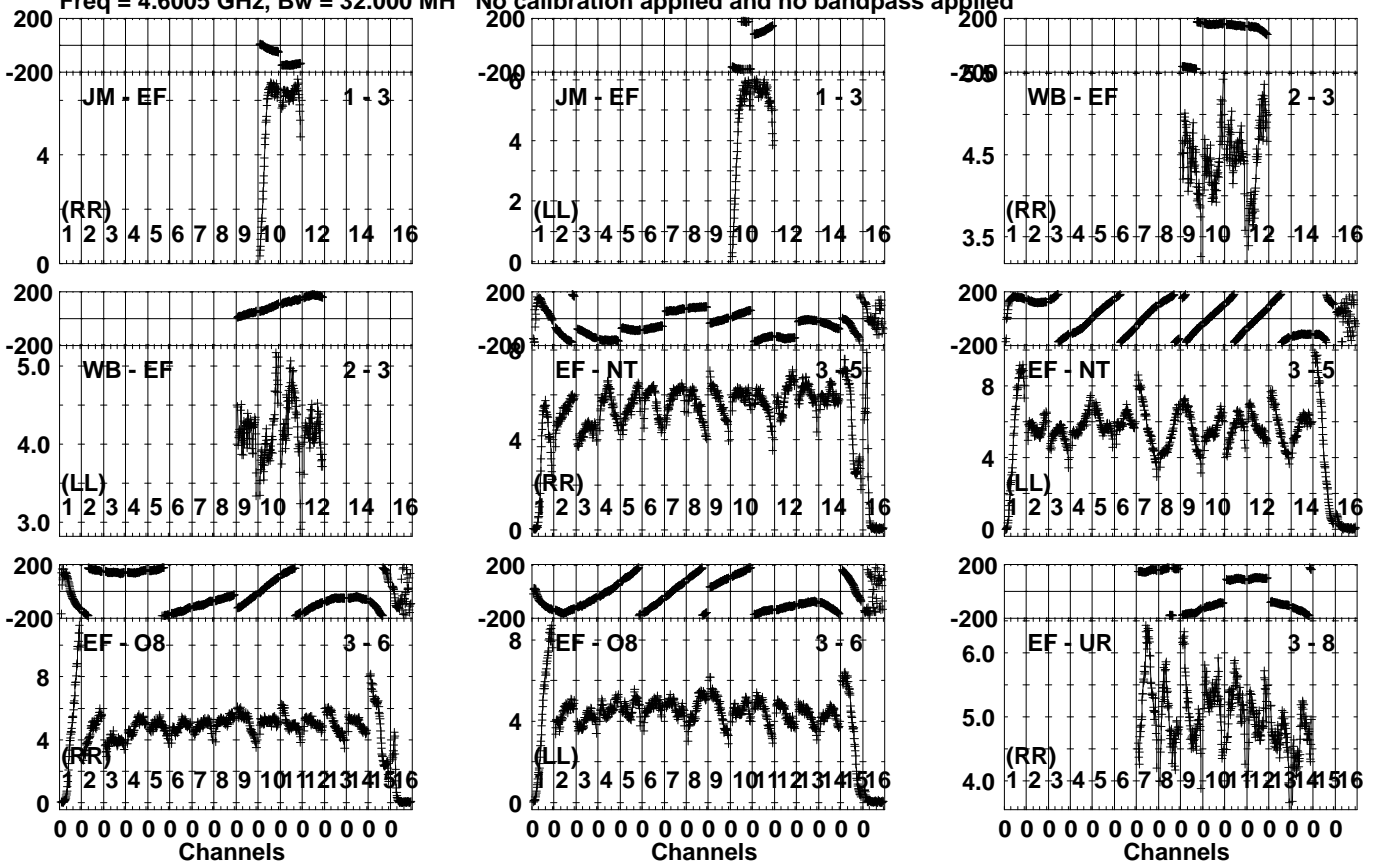 Freq = 4.6005 GHz, Bw = 32.000 MH No calibration applied and no bandpass applied
200
-200
JM - EF 1 - 3
4
(RR)
1 2 3 4 5 6 7 8 9 10 12 14 16
0
200
-200
6
JM - EF 1 - 3
4
2
(LL)
1 2 3 4 5 6 7 8 9 10 12 14 16
0
200
-200
5.5
WB - EF 2 - 3
4.5
(RR)
1 2 3 4 5 6 7 8 9 10 12 14 16
3.5
200
-200
5.0
WB - EF 2 - 3
4.0
(LL)
1 2 3 4 5 6 7 8 9 10 12 14 16
3.0
200
-200
8
EF - NT 3 - 5
4
(RR)
1 2 3 4 5 6 7 8 9 10 12 14 16
0
200
-200
EF - NT 3 - 5
8
4
(LL)
1 2 3 4 5 6 7 8 9 10 12 14 16
0
200
-200
EF - O8 3 - 6
8
4
(RR)
1 2 3 4 5 6 7 8 9 10 11 12 13 14 15 16
0
0 0 0 0 0 0 0 0 0 0 0 0 0 0 0 0
Channels
200
-200
8
EF - O8 3 - 6
4
(LL)
1 2 3 4 5 6 7 8 9 10 11 12 13 14 15 16
0
0 0 0 0 0 0 0 0 0 0 0 0 0 0 0 0
Channels
200
-200
EF - UR 3 - 8
6.0
5.0
(RR)
1 2 3 4 5 6 7 8 9 10 11 12 13 14 15 16
4.0
0 0 0 0 0 0 0 0 0 0 0 0 0 0 0 0
Channels